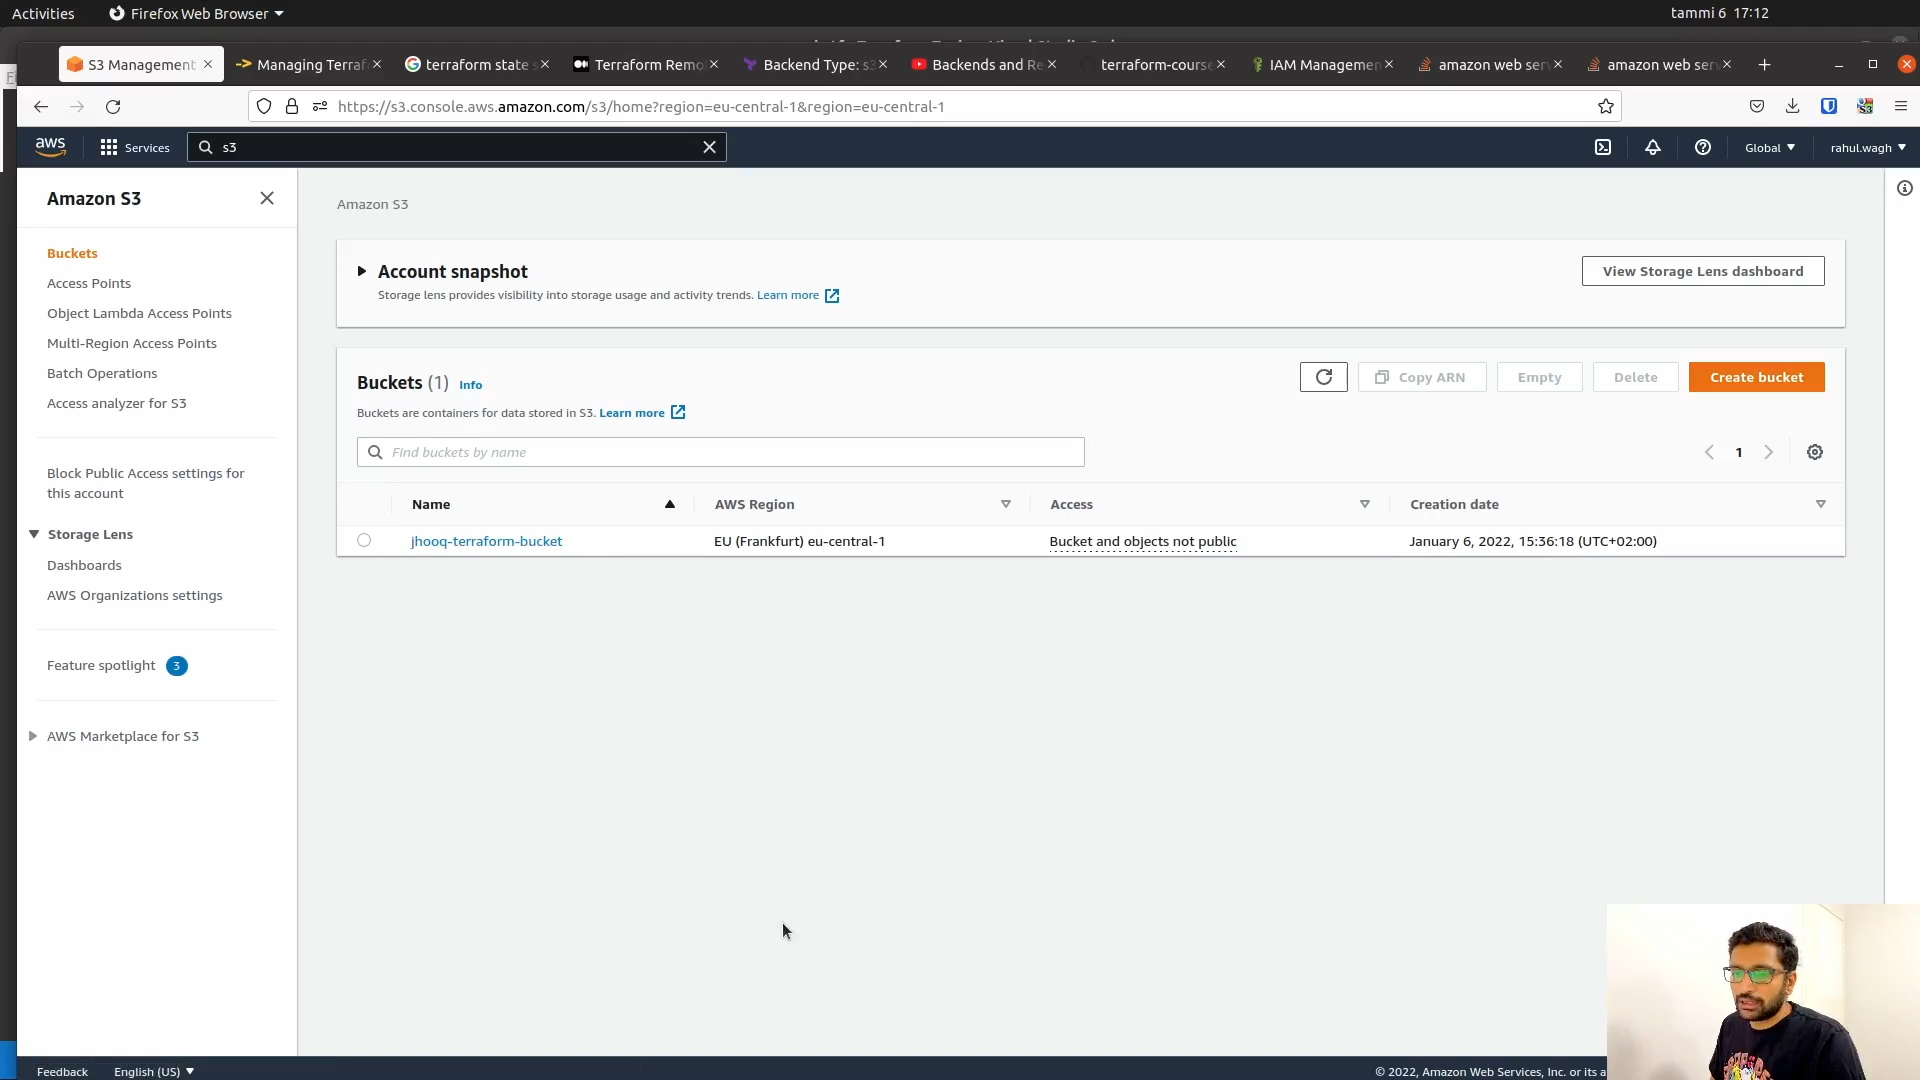 Activities
Firefox Web Browser
tammi 6 17:12
S3 Management
Managing Terraf
terraform state
Terraform Remo
Backend Type: s3
Backends and Re
terraform-course
IAM Managemen
amazon web serv
amazon web serv
https://s3.console.aws.amazon.com/s3/home?region=eu-central-1&region=eu-central-1
aws
Services
s3
Global
rahul.wagh
Amazon S3
Buckets
Access Points
Object Lambda Access Points
Multi-Region Access Points
Batch Operations
Access analyzer for S3
Block Public Access settings for
this account
Storage Lens
Dashboards
AWS Organizations settings
Feature spotlight 3
AWS Marketplace for S3
Amazon S3
Account snapshot
Storage lens provides visibility into storage usage and activity trends. Learn more
View Storage Lens dashboard
Buckets (1) Info
Buckets are containers for data stored in S3. Learn more
Copy ARN
Empty
Delete
Create bucket
Find buckets by name
1
Name AWS Region Access Creation date
jhooq-terraform-bucket EU (Frankfurt) eu-central-1 Bucket and objects not public January 6, 2022, 15:36:18 (UTC+02:00)
Feedback
English (US)
© 2022, Amazon Web Services, Inc. or its a